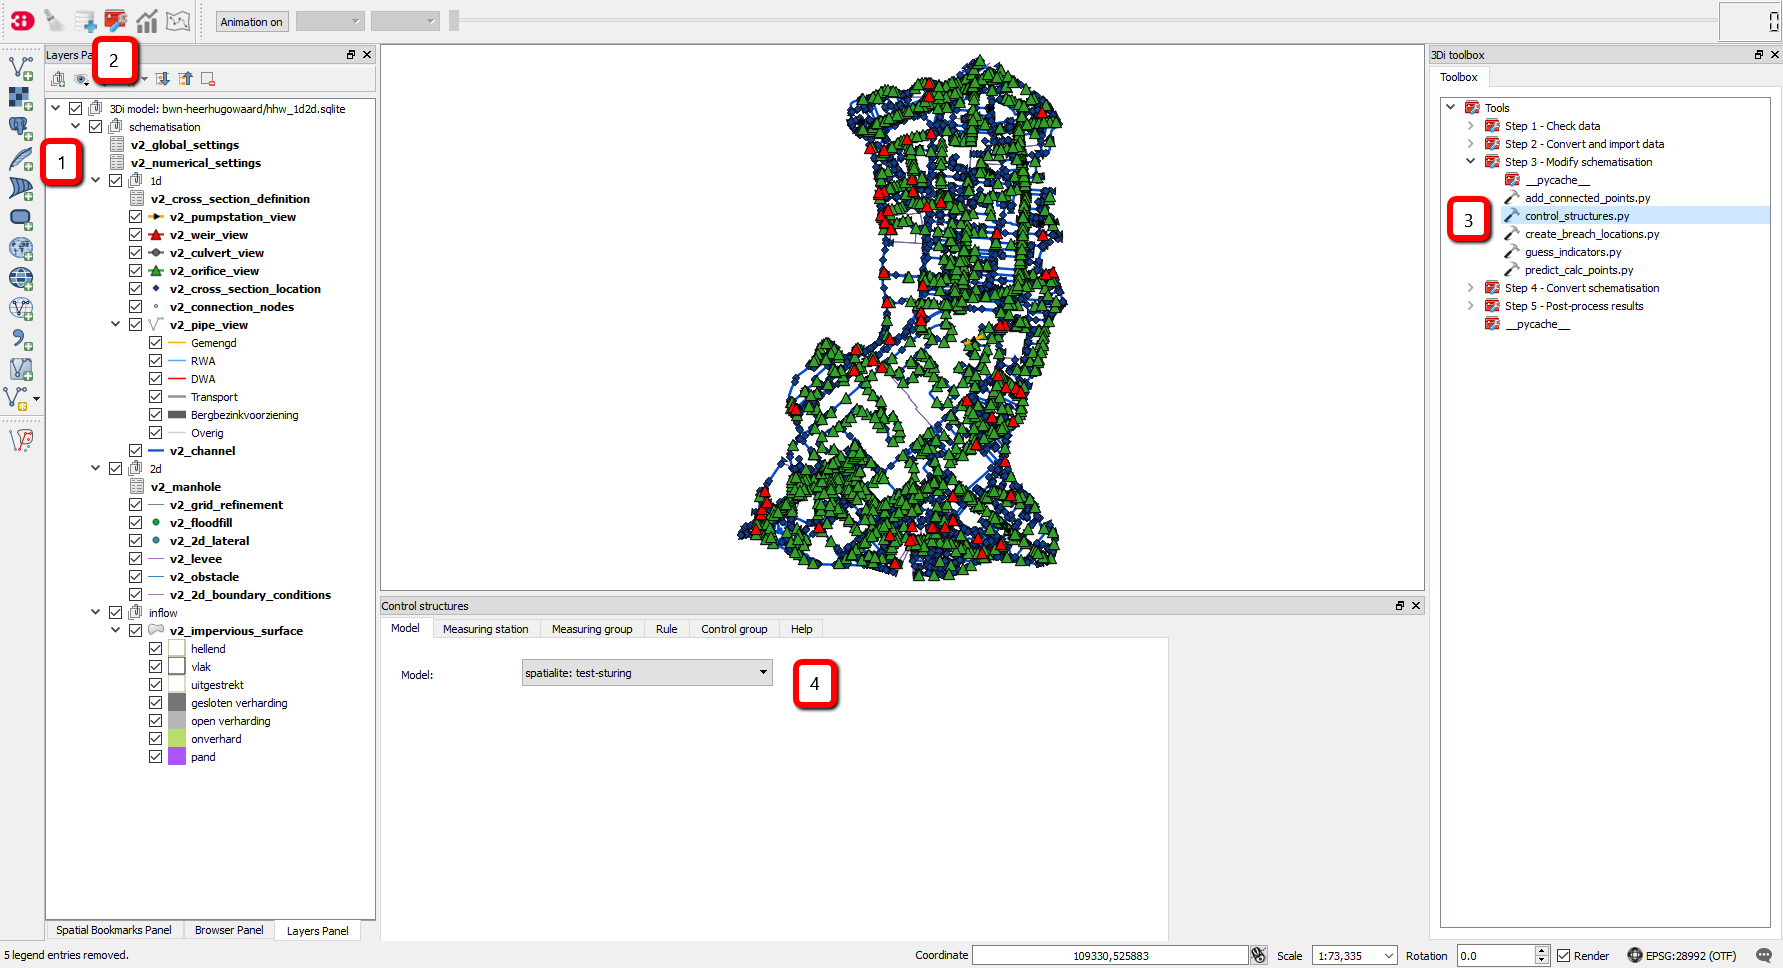 3i
Animation on
0
Layers Pa
2
1
3Di model: bwn-heerhugowaard/hhw_1d2d.sqlite
schematisation
v2_global_settings
v2_numerical_settings
1d
v2_cross_section_definition
v2_pumpstation_view
v2_weir_view
v2_culvert_view
v2_orifice_view
v2_cross_section_location
v2_connection_nodes
v2_pipe_view
Gemengd
RWA
DWA
Transport
Bergbezinkvoorziening
Overig
v2_channel
2d
v2_manhole
v2_grid_refinement
v2_floodfill
v2_2d_lateral
v2_levee
v2_obstacle
v2_2d_boundary_conditions
inflow
v2_impervious_surface
hellend
vlak
uitgestrekt
gesloten verharding
open verharding
onverhard
pand
Spatial Bookmarks Panel
Browser Panel
Layers Panel
Control structures
Model
Measuring station
Measuring group
Rule
Control group
Help
Model:
spatialite: test-sturing
4
3Di toolbox
Toolbox
Tools
Step 1 - Check data
Step 2 - Convert and import data
Step 3 - Modify schematisation
__pycache__
add_connected_points.py
3
control_structures.py
create_breach_locations.py
guess_indicators.py
predict_calc_points.py
Step 4 - Convert schematisation
Step 5 - Post-process results
__pycache__
5 legend entries removed.
Coordinate
109330,525883
Scale
1:73,335
Rotation
0.0
Render
EPSG:28992 (OTF)